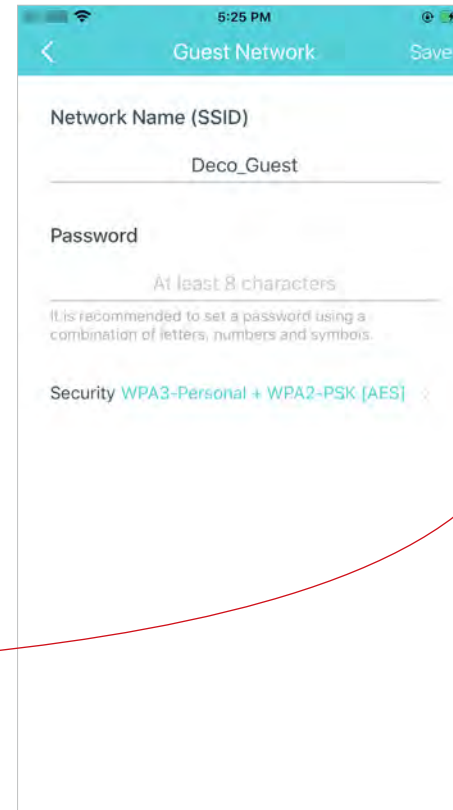 5:25 PM
Guest Network Save
Network Name (SSID)
Deco_Guest
Password
At least 8 characters
It is recommended to set a password using a
combination of letters, numbers and symbols.
Security WPA3-Personal + WPA2-PSK [AES]